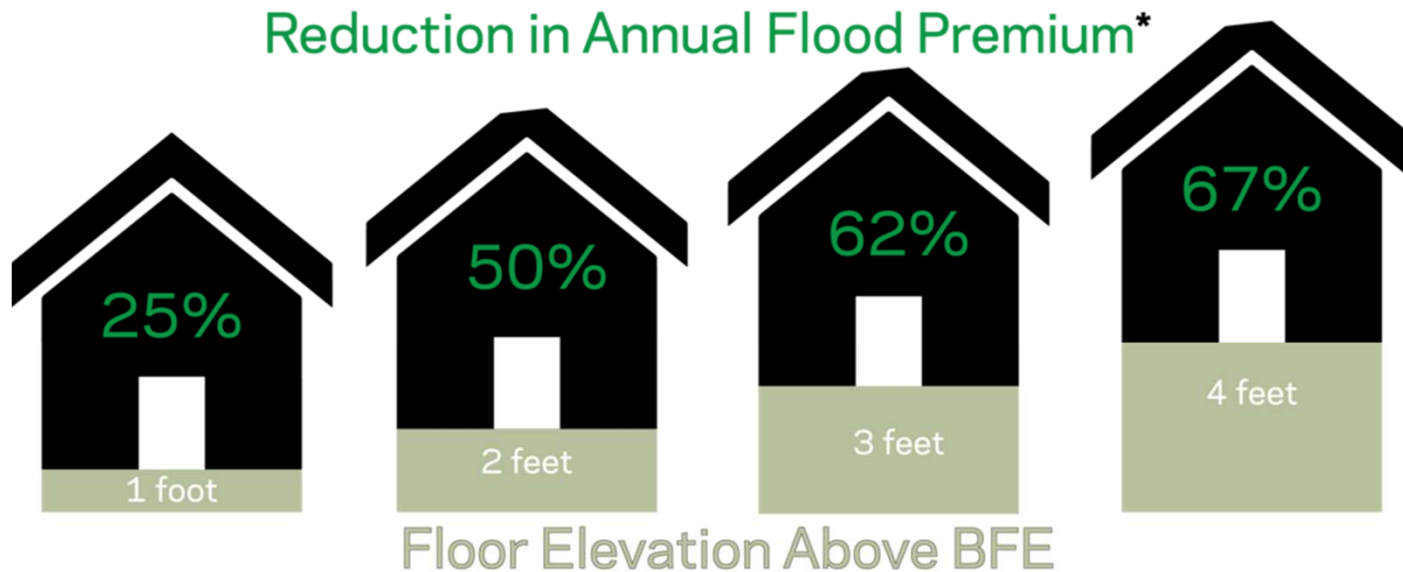 Reduction in Annual Flood Premium*
25%
50%
62%
67%
1 foot
2 feet
3 feet
4 feet
Floor Elevation Above BFE